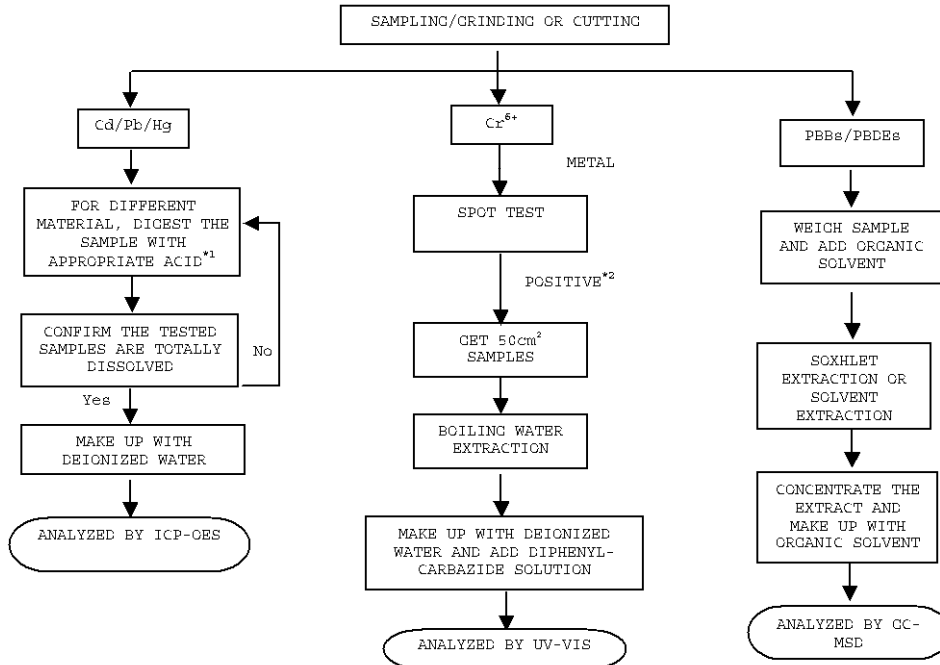 SAMPLING/GRINDING OR CUTTING
Cd/Pb/Hg
FOR DIFFERENT
MATERIAL, DIGEST THE
SAMPLE WITH
APPROPRIATE ACID*1
CONFIRM THE TESTED
SAMPLES ARE TOTALLY
DISSOLVED
No
Yes
MAKE UP WITH
DEIONIZED WATER
ANALYZED BY ICP-OES
Cr6+
METAL
SPOT TEST
POSITIVE*2
GET 50cm2
SAMPLES
BOILING WATER
EXTRACTION
MAKE UP WITH DEIONIZED
WATER AND ADD DIPHENYL-
CARBAZIDE SOLUTION
ANALYZED BY UV-VIS
PBBs/PBDEs
WEIGH SAMPLE
AND ADD ORGANIC
SOLVENT
SOXHLET
EXTRACTION OR
SOLVENT
EXTRACTION
CONCENTRATE THE
EXTRACT AND
MAKE UP WITH
ORGANIC SOLVENT
ANALYZED BY GC-
MSD